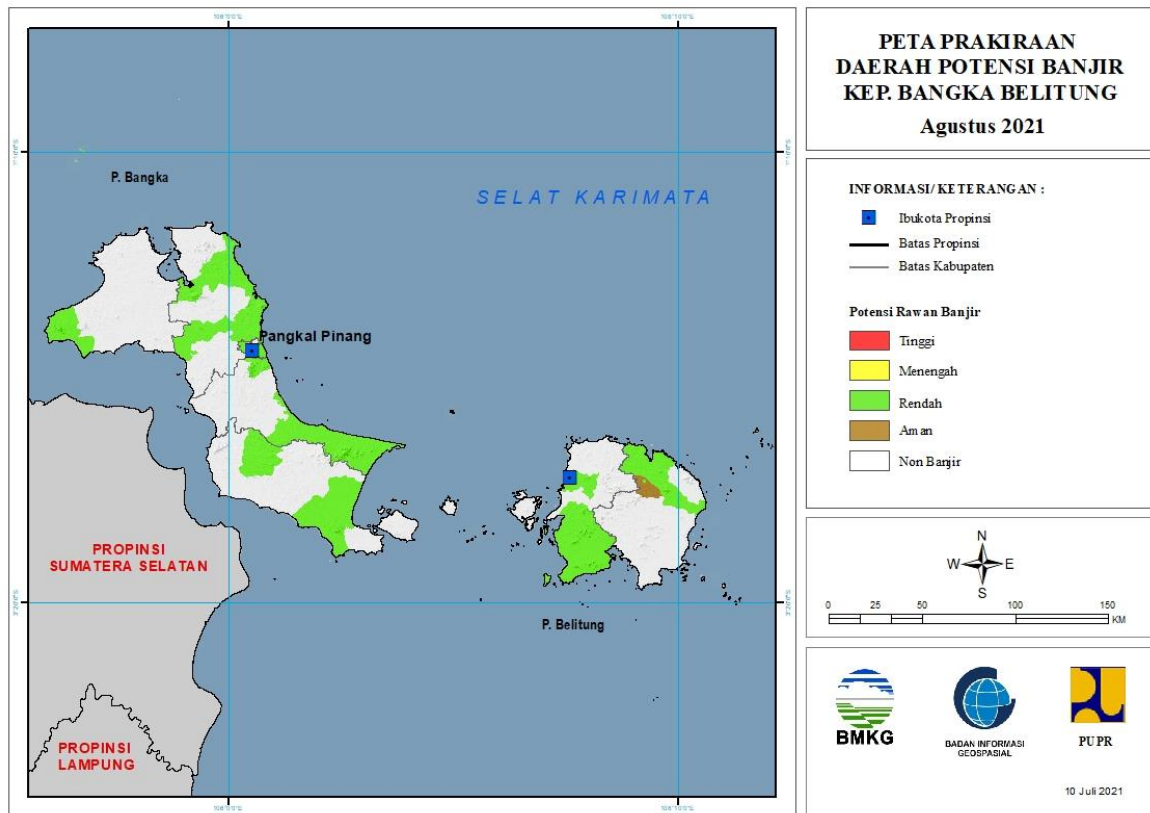 PETA PRAKIRAAN
DAERAH POTENSI BANJIR
KEP. BANGKA BELITUNG
Agustus 2021
P. Bangka
SELAT KARIMATA
Pangkal Pinang
PROPINSI
SUMATERA SELATAN
P. Belitung
PROPINSI
LAMPUNG
INFORMASI/ KETERANGAN :
Ibukota Propinsi
Batas Propinsi
Batas Kabupaten
Potensi Rawan Banjir
Tinggi
Menengah
Rendah
Aman
Non Banjir
N
W E
S
0 25 50 100 150
KM
BMKG
BADAN INFORMASI
GEOSPASIAL
PUPR
10 Juli 2021